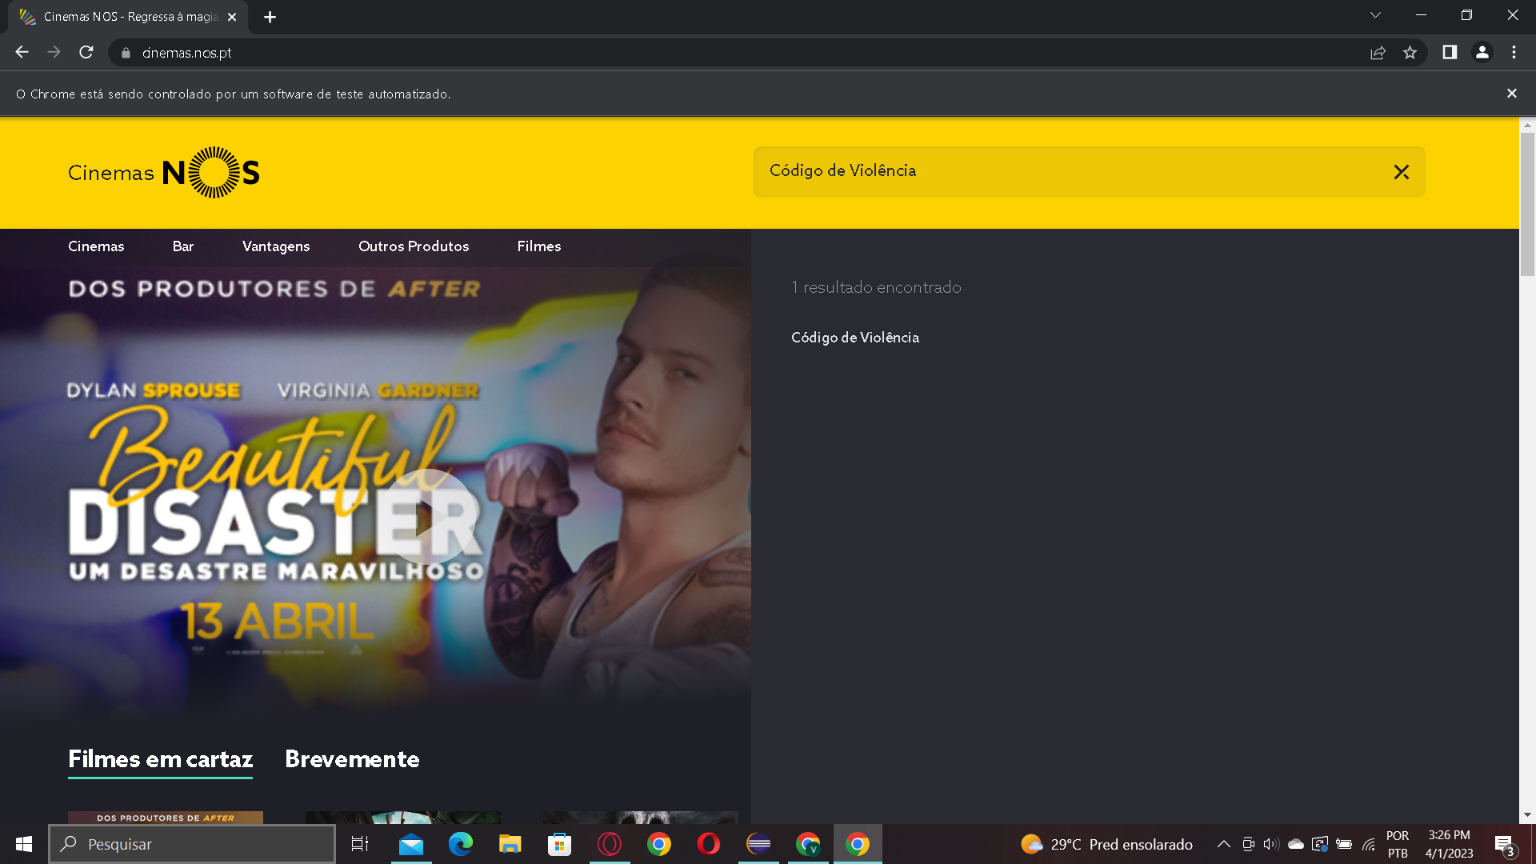 Cinemas NOS - Regressa à magia
cinemas.nos.pt
O Chrome está sendo controlado por um software de teste automatizado.
Cinemas NOS
Código de Violência
Cinemas Bar Vantagens Outros Produtos Filmes
1 resultado encontrado
Código de Violência
DOS PRODUTORES DE AFTER
DYLAN SPROUSE VIRGINIA GARDNER
Beautiful
DISASTER
UM DESASTRE MARAVILHOSO
13 ABRIL
Filmes em cartaz Brevemente
DOS PRODUTORES DE AFTER
Pesquisar
29°C Pred ensolarado
POR
PTB
3:26 PM
4/1/2023
3